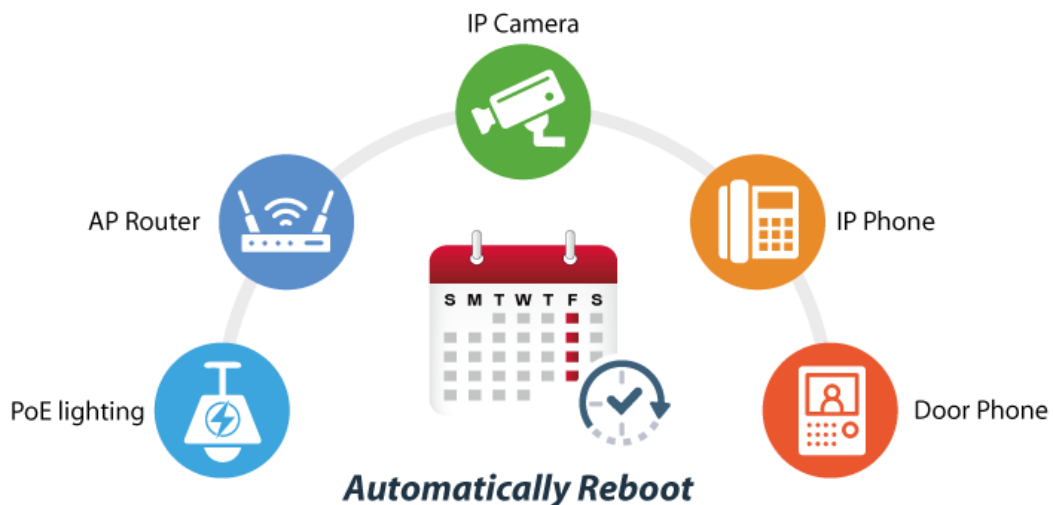 IP Camera
AP Router
IP Phone
S M T W T F S
PoE lighting
Door Phone
Automatically Reboot